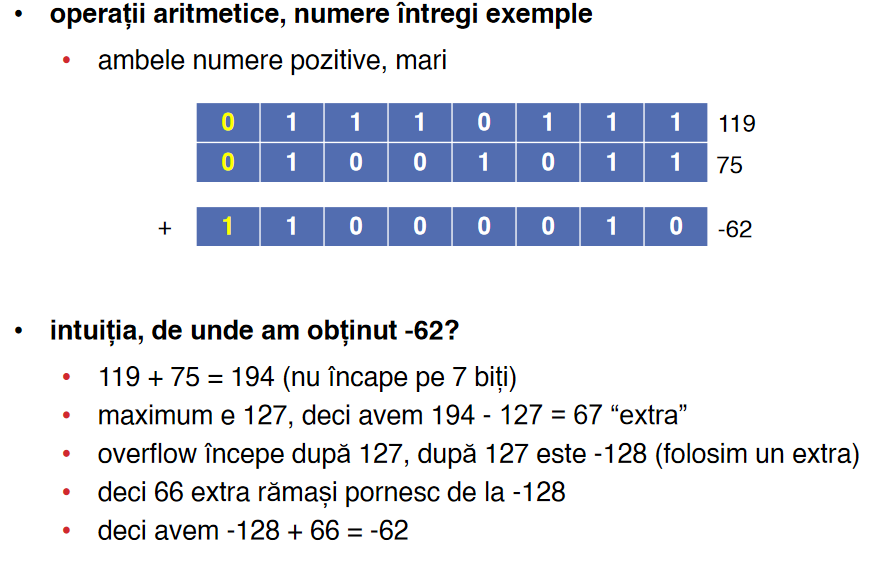 • operații aritmetice, numere întregi exemple
• ambele numere pozitive, mari
0 1 1 1 0 1 1 1 119
0 1 0 0 1 0 1 1 75
+ 1 1 0 0 0 0 1 0 -62
• intuiția, de unde am obținut -62?
• 119 + 75 = 194 (nu încape pe 7 biți)
• maximum e 127, deci avem 194 - 127 = 67 “extra”
• overflow începe după 127, după 127 este -128 (folosim un extra)
• deci 66 extra rămași pornesc de la -128
• deci avem -128 + 66 = -62